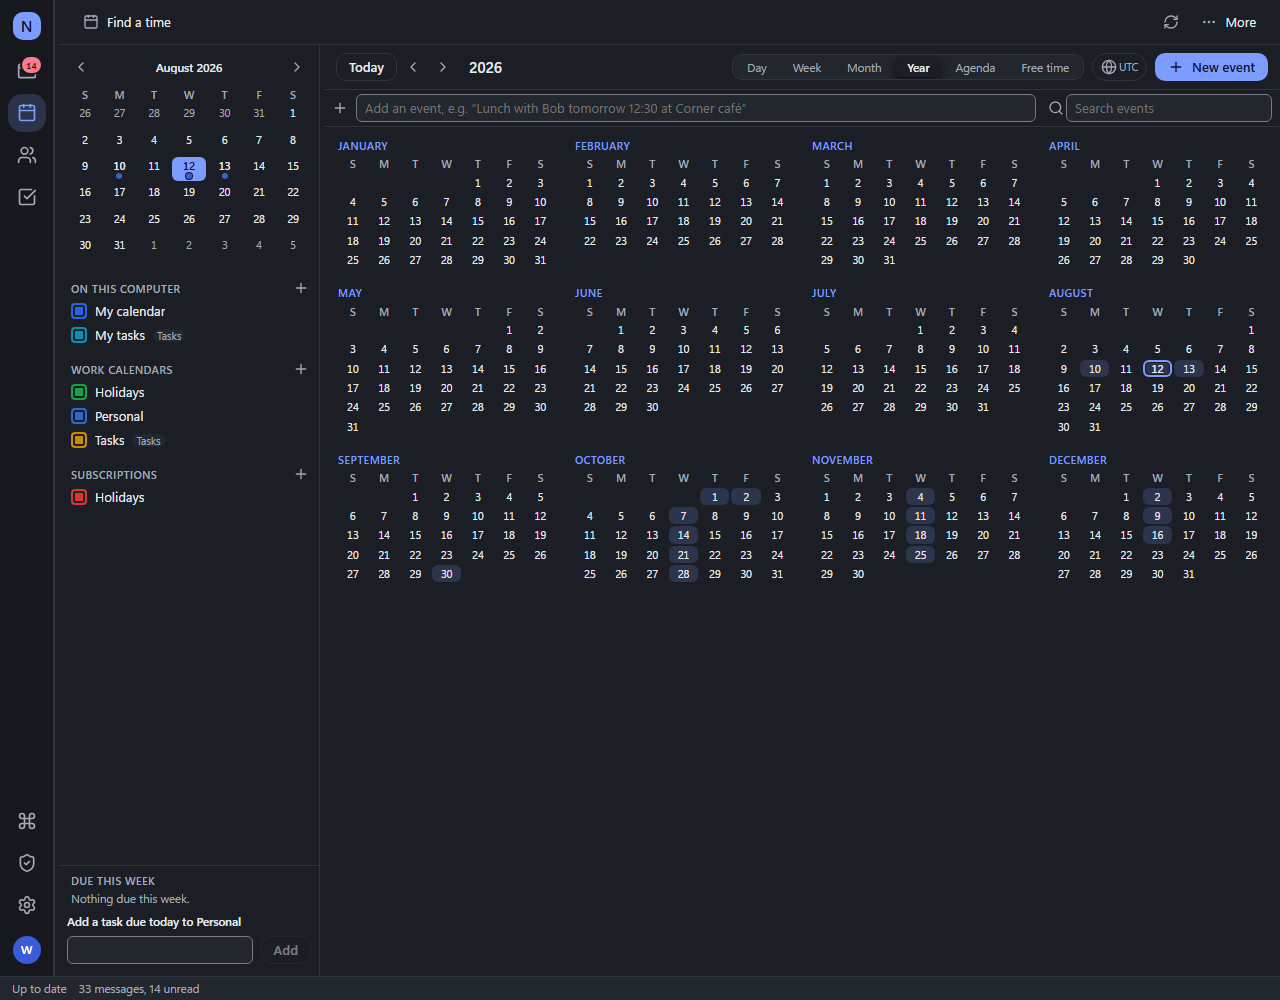 N
Find a time
More
14
August 2026
S M T W T F S
26 27 28 29 30 31 1
2 3 4 5 6 7 8
9 10 11 12 13 14 15
16 17 18 19 20 21 22
23 24 25 26 27 28 29
30 31 1 2 3 4 5
ON THIS COMPUTER
My calendar
My tasks Tasks
WORK CALENDARS
Holidays
Personal
Tasks Tasks
SUBSCRIPTIONS
Holidays
DUE THIS WEEK
Nothing due this week.
Add a task due today to Personal
Add
W
Today 2026 Day Week Month Year Agenda Free time UTC New event
Add an event, e.g. “Lunch with Bob tomorrow 12:30 at Corner café”
Search events
JANUARY
S M T W T F S
1 2 3
4 5 6 7 8 9 10
11 12 13 14 15 16 17
18 19 20 21 22 23 24
25 26 27 28 29 30 31
FEBRUARY
S M T W T F S
1 2 3 4 5 6 7
8 9 10 11 12 13 14
15 16 17 18 19 20 21
22 23 24 25 26 27 28
MARCH
S M T W T F S
1 2 3 4 5 6 7
8 9 10 11 12 13 14
15 16 17 18 19 20 21
22 23 24 25 26 27 28
29 30 31
APRIL
S M T W T F S
1 2 3 4
5 6 7 8 9 10 11
12 13 14 15 16 17 18
19 20 21 22 23 24 25
26 27 28 29 30
MAY
S M T W T F S
1 2
3 4 5 6 7 8 9
10 11 12 13 14 15 16
17 18 19 20 21 22 23
24 25 26 27 28 29 30
31
JUNE
S M T W T F S
1 2 3 4 5 6
7 8 9 10 11 12 13
14 15 16 17 18 19 20
21 22 23 24 25 26 27
28 29 30
JULY
S M T W T F S
1 2 3 4
5 6 7 8 9 10 11
12 13 14 15 16 17 18
19 20 21 22 23 24 25
26 27 28 29 30 31
AUGUST
S M T W T F S
1
2 3 4 5 6 7 8
9 10 11 12 13 14 15
16 17 18 19 20 21 22
23 24 25 26 27 28 29
30 31
SEPTEMBER
S M T W T F S
1 2 3 4 5
6 7 8 9 10 11 12
13 14 15 16 17 18 19
20 21 22 23 24 25 26
27 28 29 30
OCTOBER
S M T W T F S
1 2 3
4 5 6 7 8 9 10
11 12 13 14 15 16 17
18 19 20 21 22 23 24
25 26 27 28 29 30 31
NOVEMBER
S M T W T F S
1 2 3 4 5 6 7
8 9 10 11 12 13 14
15 16 17 18 19 20 21
22 23 24 25 26 27 28
29 30
DECEMBER
S M T W T F S
1 2 3 4 5
6 7 8 9 10 11 12
13 14 15 16 17 18 19
20 21 22 23 24 25 26
27 28 29 30 31
Up to date 33 messages, 14 unread